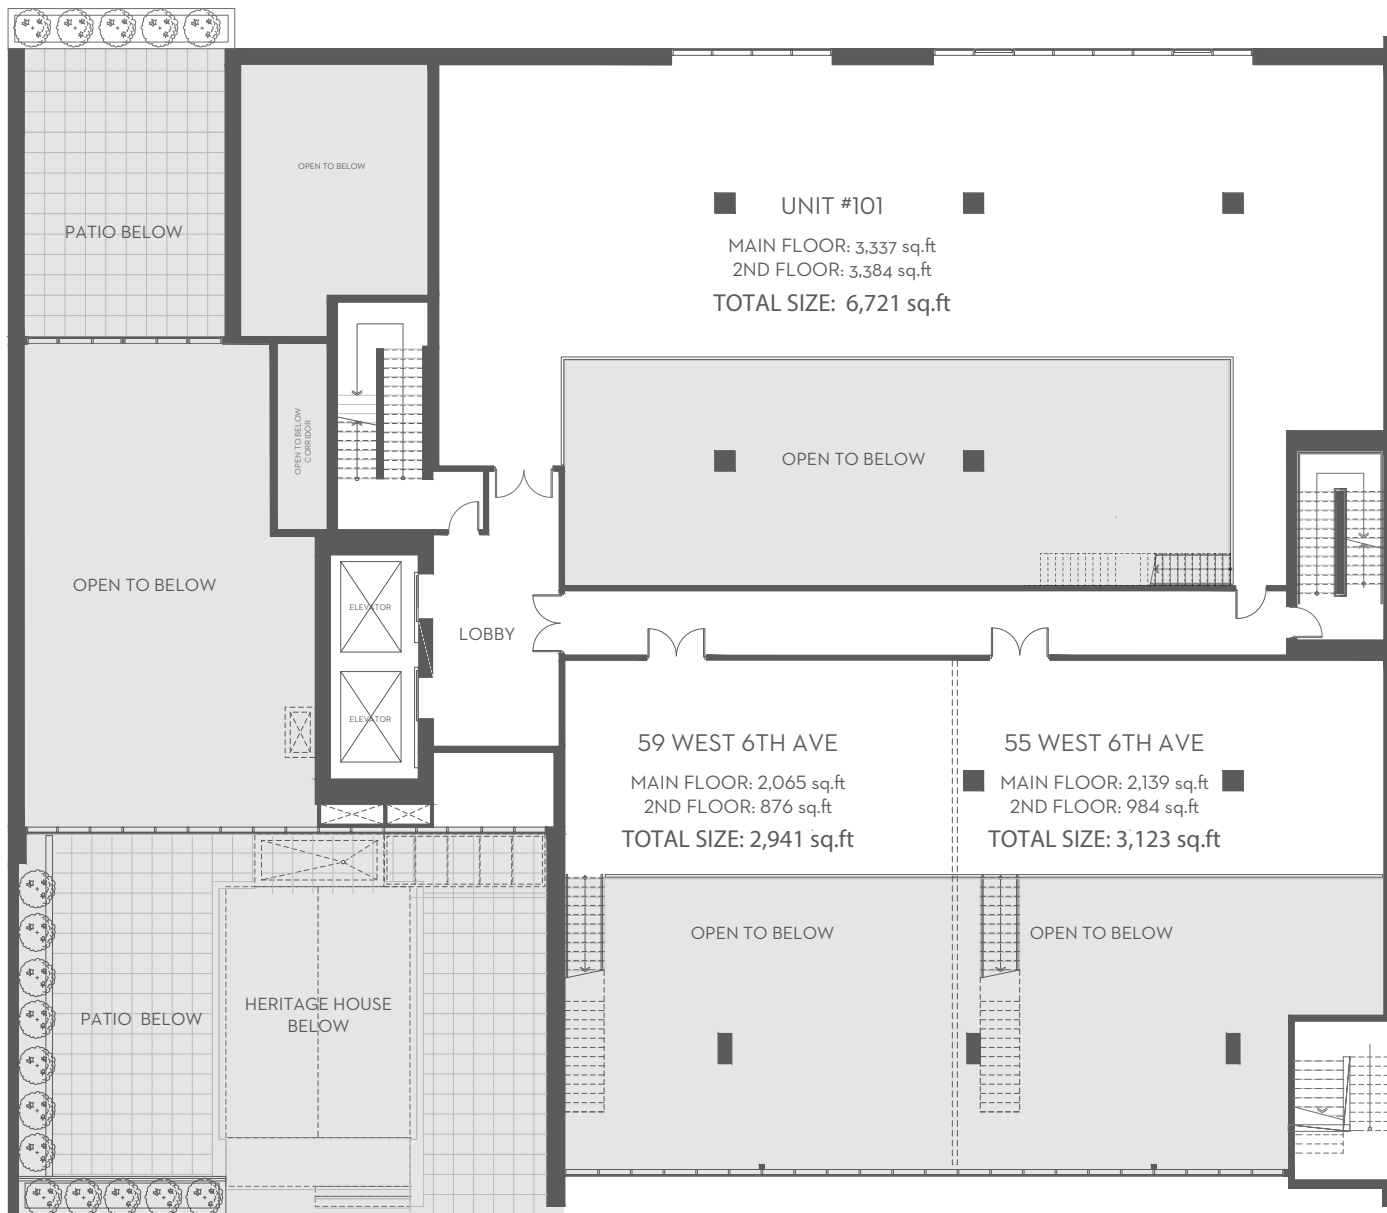 OPEN TO BELOW
PATIO BELOW
UNIT #101
MAIN FLOOR: 3,337 sq.ft
2ND FLOOR: 3,384 sq.ft
TOTAL SIZE: 6,721 sq.ft
OPEN TO BELOW
CORRIDOR
OPEN TO BELOW
OPEN TO BELOW
ELEVATOR
LOBBY
ELEVATOR
59 WEST 6TH AVE
MAIN FLOOR: 2,065 sq.ft
2ND FLOOR: 876 sq.ft
TOTAL SIZE: 2,941 sq.ft
55 WEST 6TH AVE
MAIN FLOOR: 2,139 sq.ft
2ND FLOOR: 984 sq.ft
TOTAL SIZE: 3,123 sq.ft
OPEN TO BELOW
OPEN TO BELOW
PATIO BELOW
HERITAGE HOUSE
BELOW